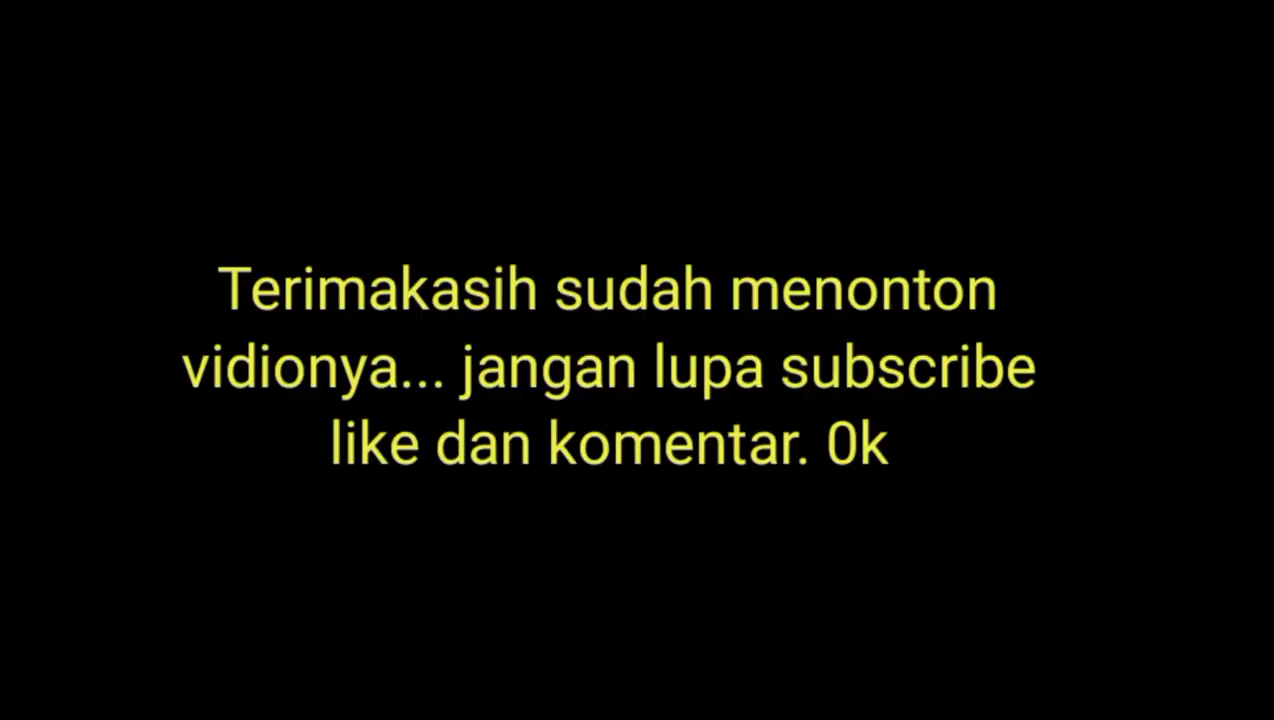 Terimakasih sudah menonton
vidionya... jangan lupa subscribe
like dan komentar. 0k